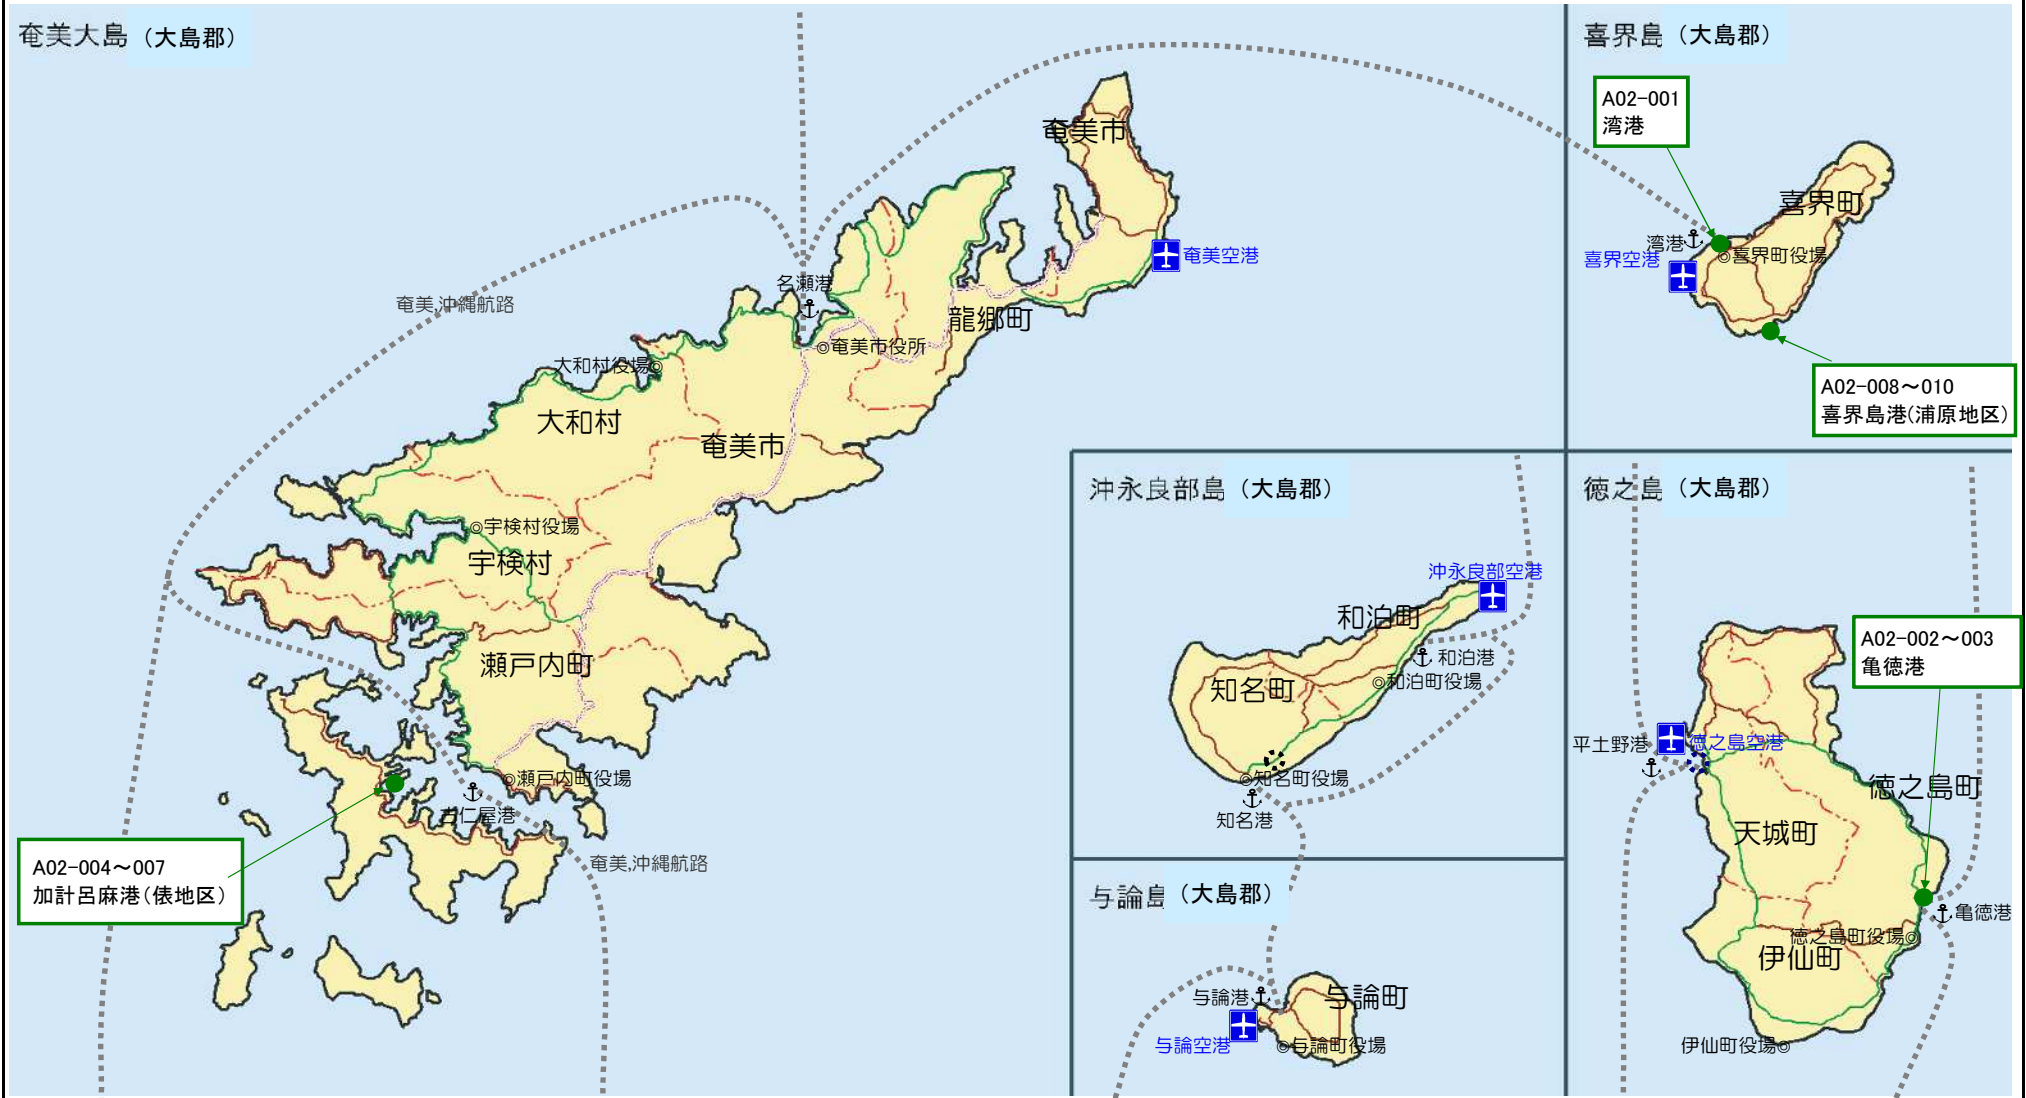 奄美大島（大島郡）
奄美市
奄美空港
名瀬港
奄美,沖縄航路
龍郷町
◎奄美市役所
大和村役場◎
大和村
奄美市
◎宇検村役場
宇検村
瀬戸内町
◎瀬戸内町役場
古仁屋港
奄美,沖縄航路
A02-004～007
加計呂麻港(俵地区)
喜界島（大島郡）
A02-001
湾港
喜界町
湾港
◎喜界町役場
喜界空港
A02-008～010
喜界島港(浦原地区)
沖永良部島（大島郡）
沖永良部空港
和泊町
和泊港
◎和泊町役場
知名町
◎知名町役場
知名港
与論島（大島郡）
与論港
与論町
与論空港
◎与論町役場
徳之島（大島郡）
A02-002～003
亀徳港
平土野港
徳之島空港
徳之島町
天城町
亀徳港
徳之島町役場◎
伊仙町
伊仙町役場◎